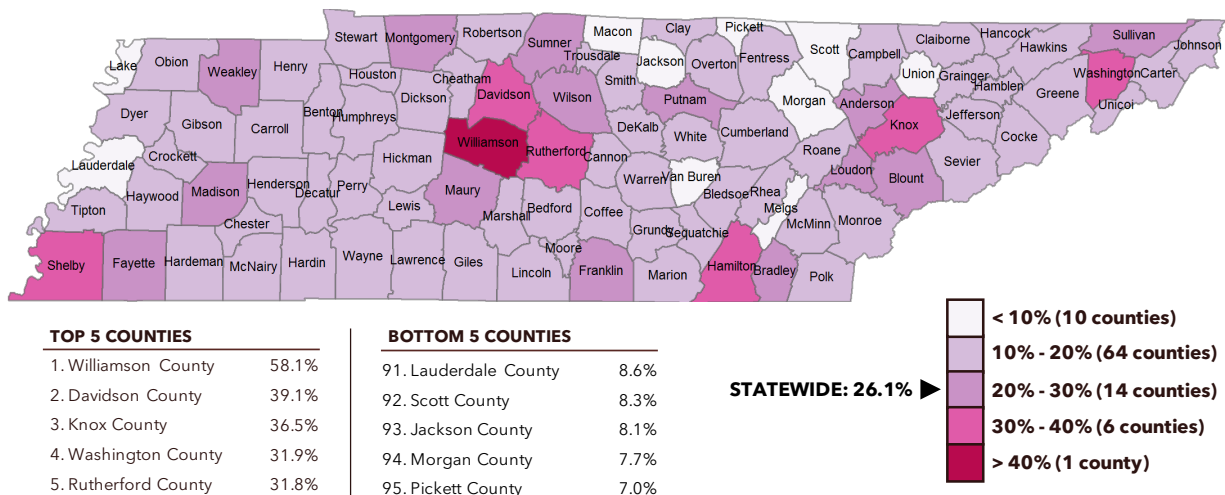 Stewart
Montgomery
Robertson
Sumner
Macon
Clay
Pickett
Trousdale
Jackson
Overton
Fentress
Scott
Campbell
Claiborne
Hancock
Hawkins
Sullivan
Johnson
Lake
Obion
Weakley
Henry
Houston
Cheatham
Davidson
Wilson
Smith
Putnam
Morgan
Anderson
Union
Grainger
Hamblen
Washington
Carter
Greene
Unicoi
Dyer
Gibson
Carroll
Benton
Humphreys
Dickson
Williamson
Rutherford
Cannon
DeKalb
White
Cumberland
Roane
Knox
Jefferson
Cocke
Sevier
Lauderdale
Crockett
Haywood
Madison
Henderson
Decatur
Perry
Hickman
Lewis
Maury
Marshall
Bedford
Coffee
Warren
Van Buren
Bledsoe
Rhea
Meigs
Loudon
Blount
Monroe
McMinn
Tipton
Chester
Shelby
Fayette
Hardeman
McNairy
Hardin
Wayne
Lawrence
Giles
Lincoln
Moore
Franklin
Grundy
Sequatchie
Marion
Hamilton
Bradley
Polk
TOP 5 COUNTIES
1. Williamson County 58.1%
2. Davidson County 39.1%
3. Knox County 36.5%
4. Washington County 31.9%
5. Rutherford County 31.8%
BOTTOM 5 COUNTIES
91. Lauderdale County 8.6%
92. Scott County 8.3%
93. Jackson County 8.1%
94. Morgan County 7.7%
95. Pickett County 7.0%
STATEWIDE: 26.1%
< 10% (10 counties)
10% - 20% (64 counties)
20% - 30% (14 counties)
30% - 40% (6 counties)
> 40% (1 county)